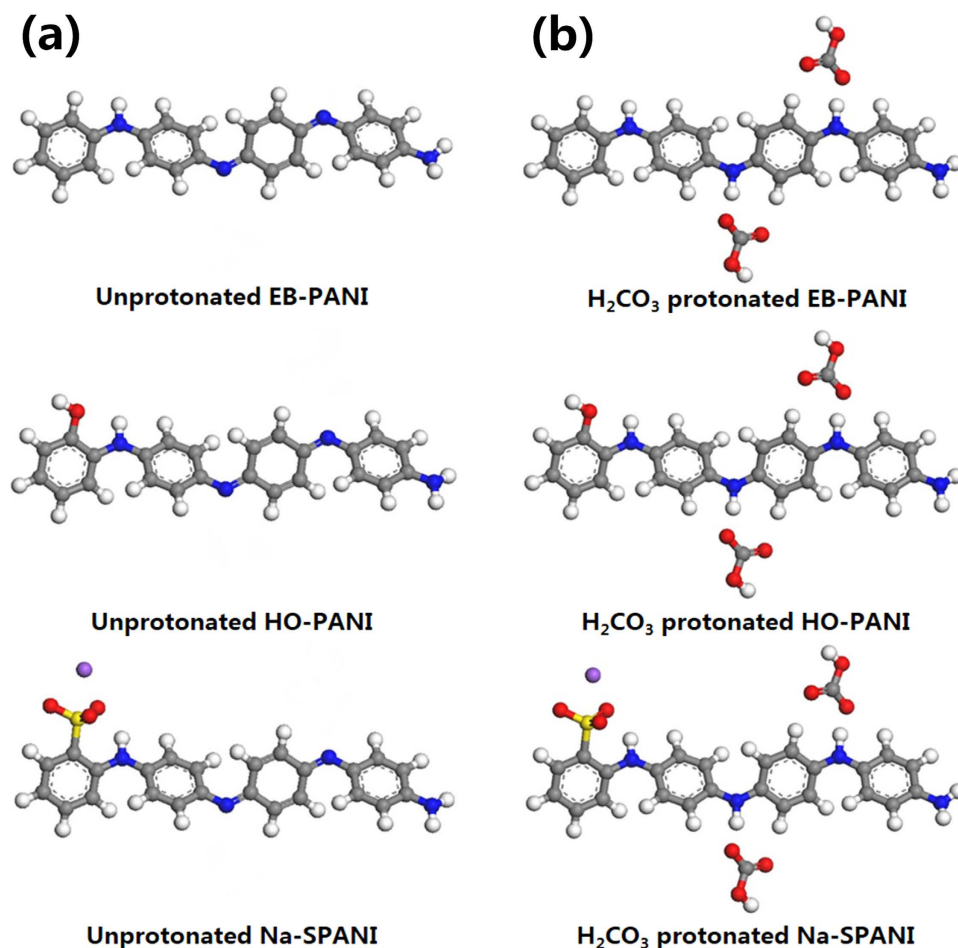 (a) (b)
Unprotonated EB-PANI H₂CO₃ protonated EB-PANI
Unprotonated HO-PANI H₂CO₃ protonated HO-PANI
Unprotonated Na-SPANI H₂CO₃ protonated Na-SPANI